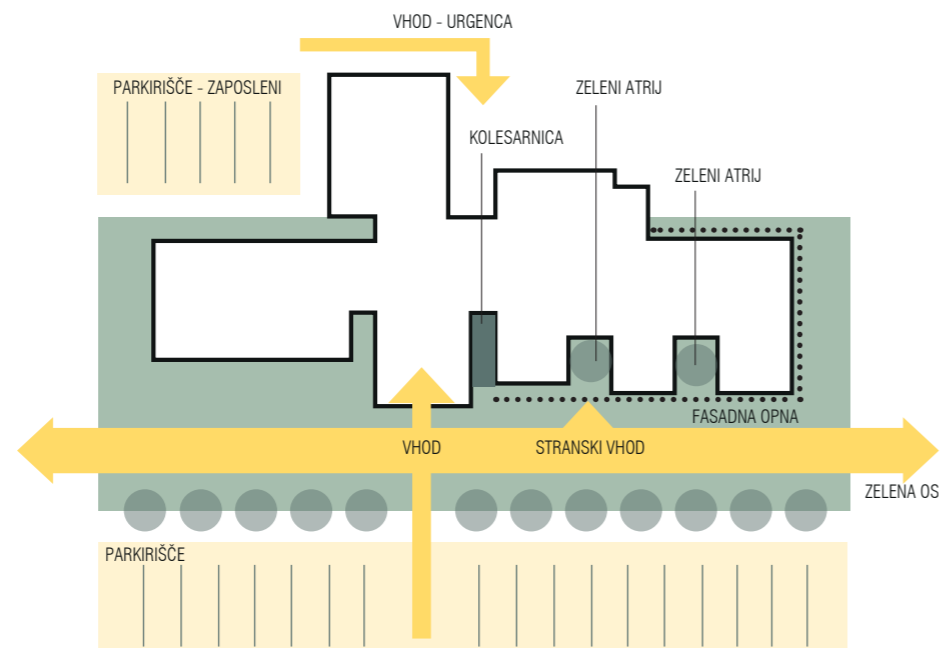 VHOD - URGENCA
PARKIRIŠČE - ZAPOSLENI
ZELENI ATRIJ
KOLESARNICA
ZELENI ATRIJ
FASADNA OPNA
VHOD
STRANSKI VHOD
ZELENA OS
PARKIRIŠČE